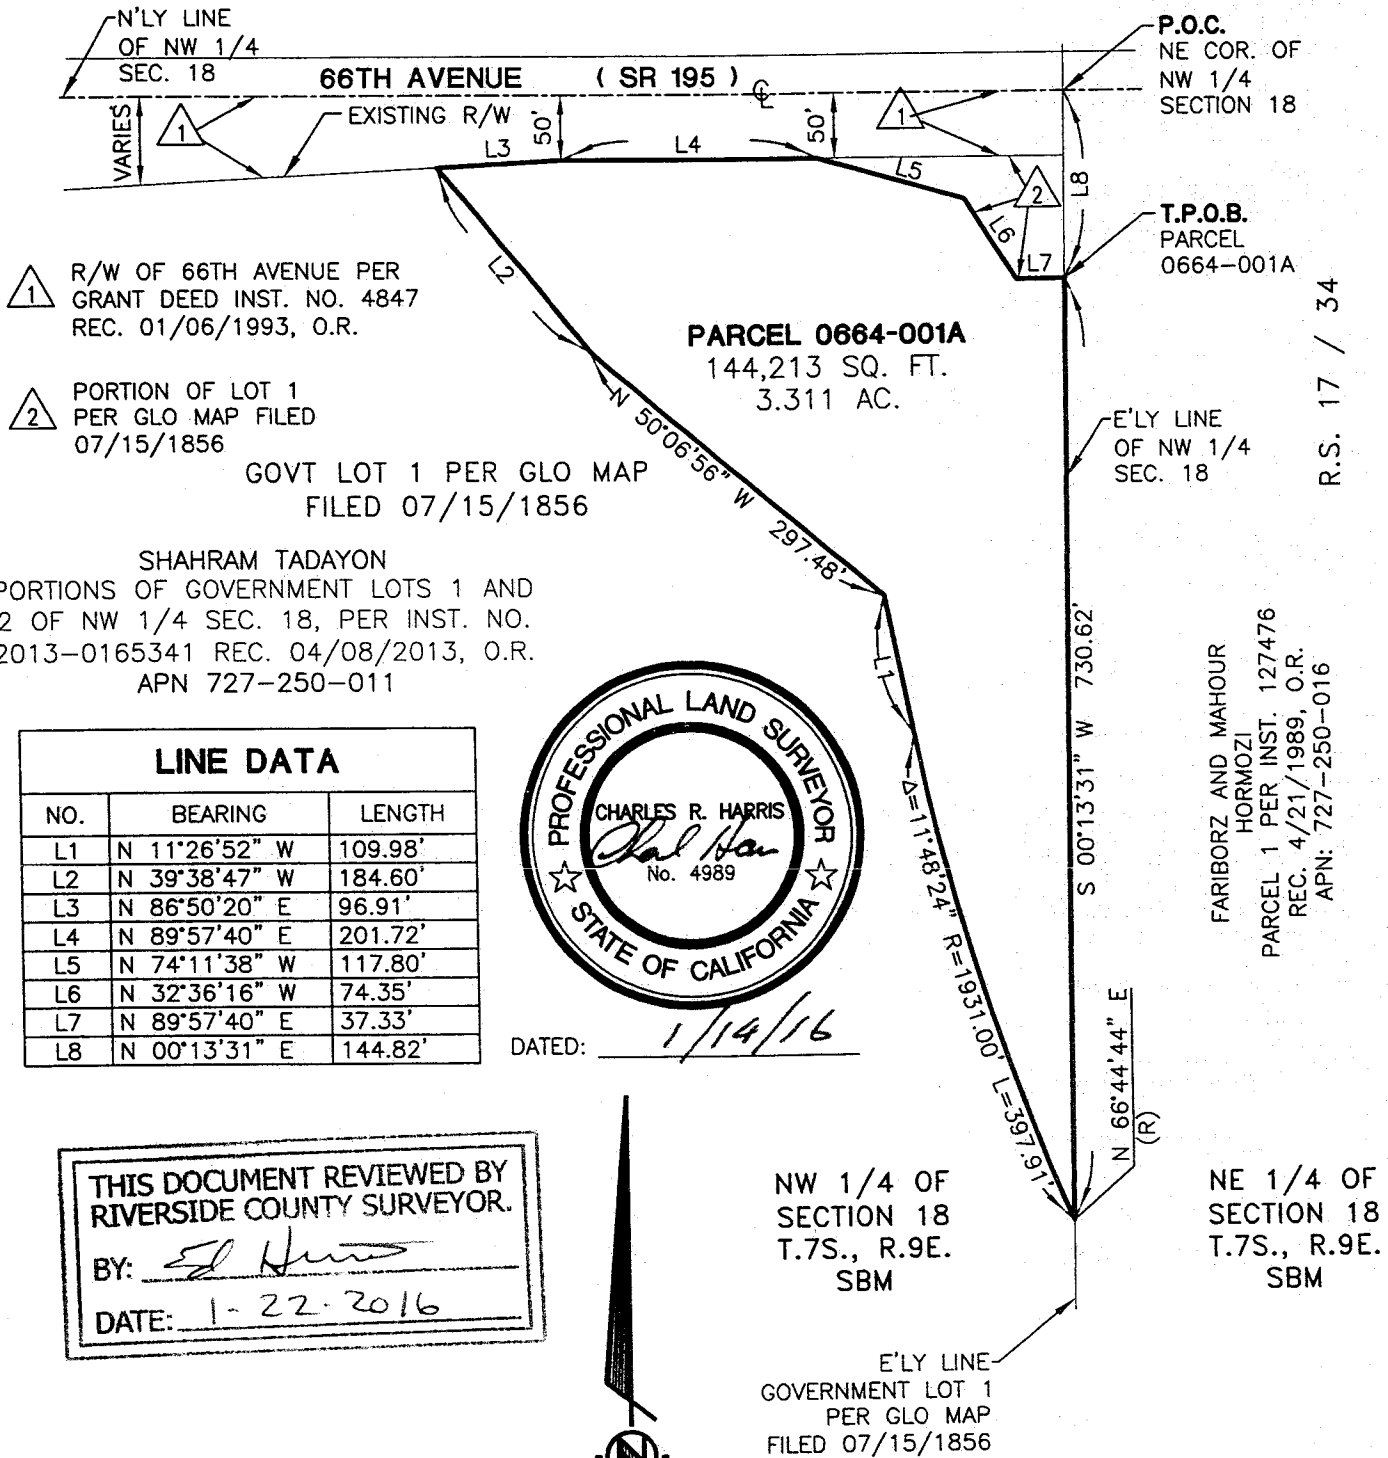 N'LY LINE
OF NW 1/4
SEC. 18
66TH AVENUE ( SR 195 ) ℄
P.O.C.
NE COR. OF
NW 1/4
SECTION 18
VARIES
1
EXISTING R/W
50'
50'
1
L3
L4
L5
2
L8
L6
L7
T.P.O.B.
PARCEL
0664-001A
L2
1 R/W OF 66TH AVENUE PER
GRANT DEED INST. NO. 4847
REC. 01/06/1993, O.R.
PARCEL 0664-001A
144,213 SQ. FT.
3.311 AC.
R.S. 17 / 34
2 PORTION OF LOT 1
PER GLO MAP FILED
07/15/1856
N 50°06'56" W 297.48'
E'LY LINE
OF NW 1/4
SEC. 18
GOVT LOT 1 PER GLO MAP
FILED 07/15/1856
SHAHRAM TADAYON
PORTIONS OF GOVERNMENT LOTS 1 AND
2 OF NW 1/4 SEC. 18, PER INST. NO.
2013-0165341 REC. 04/08/2013, O.R.
APN 727-250-011
L1
S 00°13'31" W 730.62'
FARIBORZ AND MAHOUR
HORMOZI
PARCEL 1 PER INST. 127476
REC. 4/21/1989, O.R.
APN: 727-250-016
LINE DATA
NO. BEARING LENGTH
L1 N 11°26'52" W 109.98'
L2 N 39°38'47" W 184.60'
L3 N 86°50'20" E 96.91'
L4 N 89°57'40" E 201.72'
L5 N 74°11'38" W 117.80'
L6 N 32°36'16" W 74.35'
L7 N 89°57'40" E 37.33'
L8 N 00°13'31" E 144.82'
PROFESSIONAL LAND SURVEYOR
CHARLES R. HARRIS
No. 4989
STATE OF CALIFORNIA
DATED: 1/14/16
Δ=11°48'24" R=1931.00' L=397.91'
N 66°44'44" E
(R)
THIS DOCUMENT REVIEWED BY
RIVERSIDE COUNTY SURVEYOR.
BY:
DATE: 1-22-2016
NW 1/4 OF
SECTION 18
T.7S., R.9E.
SBM
NE 1/4 OF
SECTION 18
T.7S., R.9E.
SBM
E'LY LINE
GOVERNMENT LOT 1
PER GLO MAP
FILED 07/15/1856
N